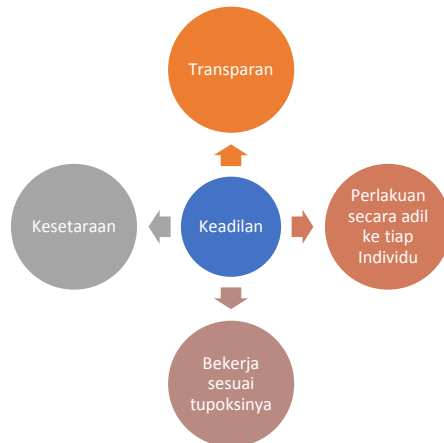 Transparan
Kesetaraan
Keadilan
Perlakuan
secara adil
ke tiap
Individu
Bekerja
sesuai
tupoksinya